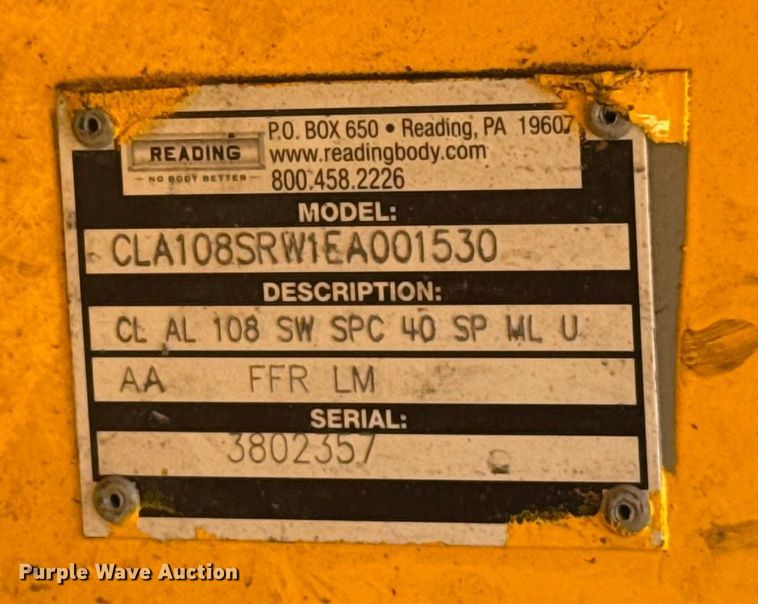 READING
NO BODY BETTER
P.O. BOX 650 • Reading, PA 19607
www.readingbody.com
800.458.2226
MODEL:
CLA108SRW1EA001530
DESCRIPTION:
CL AL 108 SW SPC 40 SP ML U
AA FFR LM
SERIAL:
3802357
Purple Wave Auction